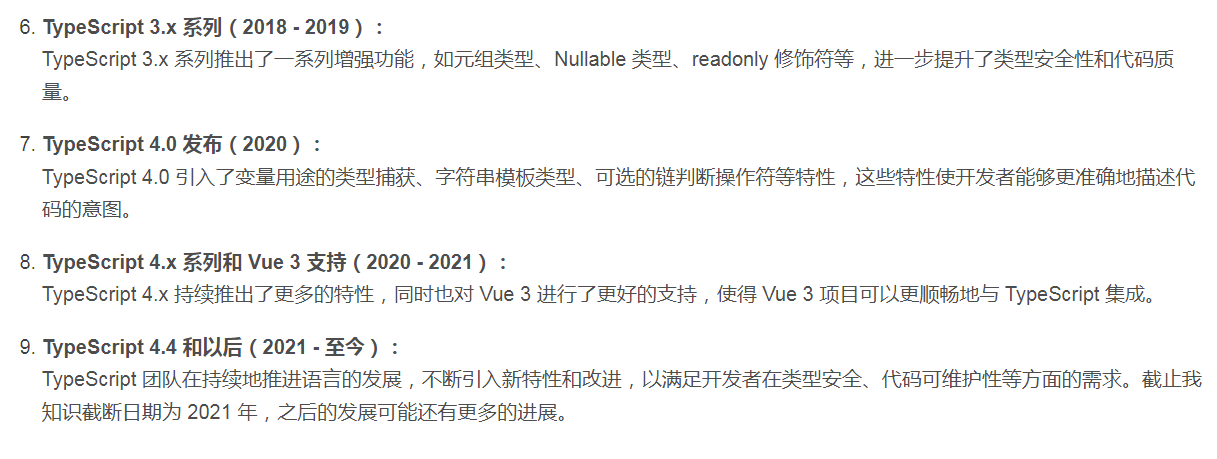 6. TypeScript 3.x 系列（2018 - 2019）：
TypeScript 3.x 系列推出了一系列增强功能，如元组类型、Nullable 类型、readonly 修饰符等，进一步提升了类型安全性和代码质
量。
7. TypeScript 4.0 发布（2020）：
TypeScript 4.0 引入了变量用途的类型捕获、字符串模板类型、可选的链判断操作符等特性，这些特性使开发者能够更准确地描述代
码的意图。
8. TypeScript 4.x 系列和 Vue 3 支持（2020 - 2021）：
TypeScript 4.x 持续推出了更多的特性，同时也对 Vue 3 进行了更好的支持，使得 Vue 3 项目可以更顺畅地与 TypeScript 集成。
9. TypeScript 4.4 和以后（2021 - 至今）：
TypeScript 团队在持续地推进语言的发展，不断引入新特性和改进，以满足开发者在类型安全、代码可维护性等方面的需求。截止我
知识截断日期为 2021 年，之后的发展可能还有更多的进展。